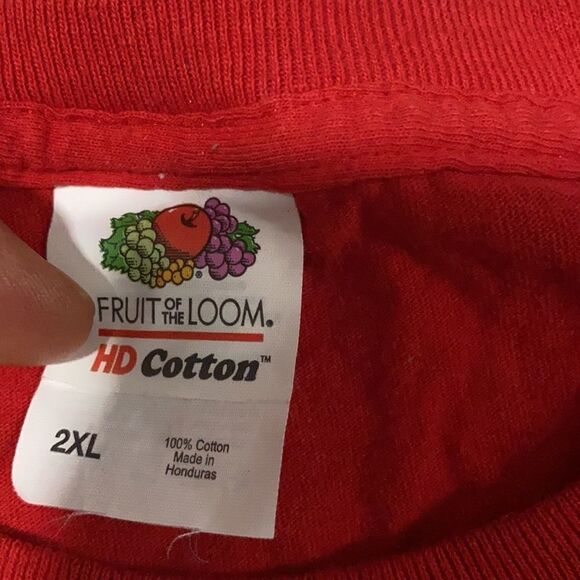 FRUIT OF THE LOOM®
HD Cotton™
2XL
100% Cotton
Made in
Honduras